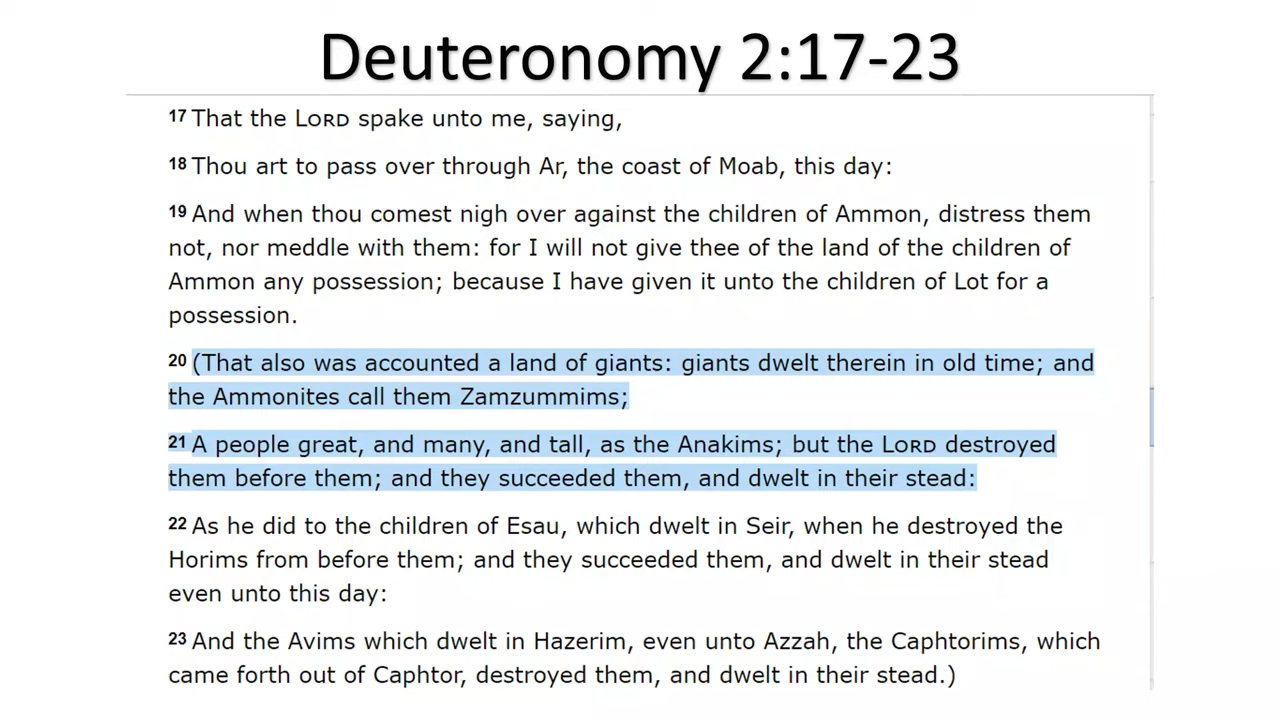 Deuteronomy 2:17-23
17 That the LORD spake unto me, saying,
18 Thou art to pass over through Ar, the coast of Moab, this day:
19 And when thou comest nigh over against the children of Ammon, distress them
not, nor meddle with them: for I will not give thee of the land of the children of
Ammon any possession; because I have given it unto the children of Lot for a
possession.
20 (That also was accounted a land of giants: giants dwelt therein in old time; and
the Ammonites call them Zamzummims;
21 A people great, and many, and tall, as the Anakims; but the LORD destroyed
them before them; and they succeeded them, and dwelt in their stead:
22 As he did to the children of Esau, which dwelt in Seir, when he destroyed the
Horims from before them; and they succeeded them, and dwelt in their stead
even unto this day:
23 And the Avims which dwelt in Hazerim, even unto Azzah, the Caphtorims, which
came forth out of Caphtor, destroyed them, and dwelt in their stead.)